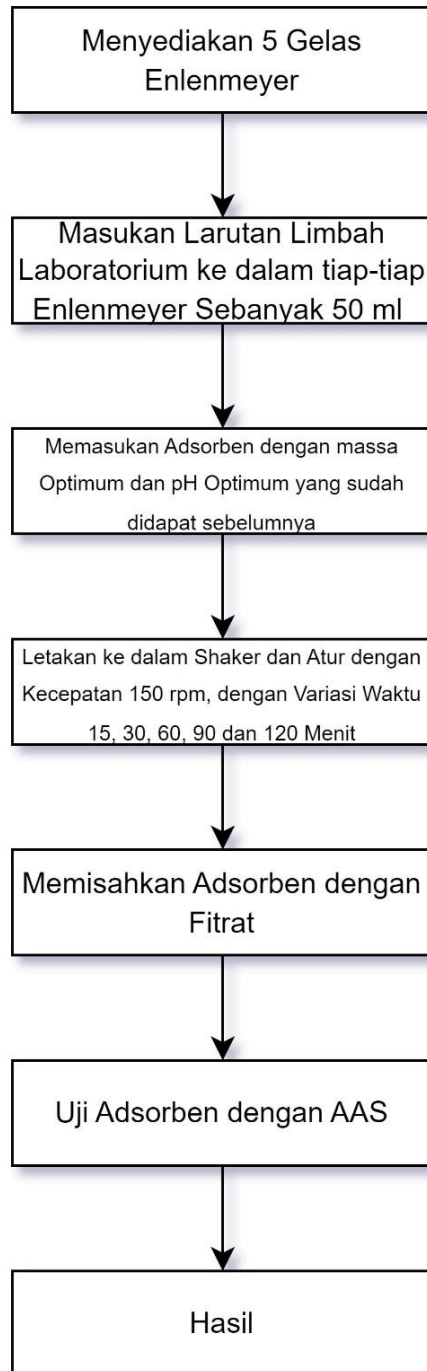 Menyediakan 5 Gelas
Enlenmeyer
Masukan Larutan Limbah
Laboratorium ke dalam tiap-tiap
Enlenmeyer Sebanyak 50 ml
Memasukan Adsorben dengan massa
Optimum dan pH Optimum yang sudah
didapat sebelumnya
Letakan ke dalam Shaker dan Atur dengan
Kecepatan 150 rpm, dengan Variasi Waktu
15, 30, 60, 90 dan 120 Menit
Memisahkan Adsorben dengan
Fitrat
Uji Adsorben dengan AAS
Hasil